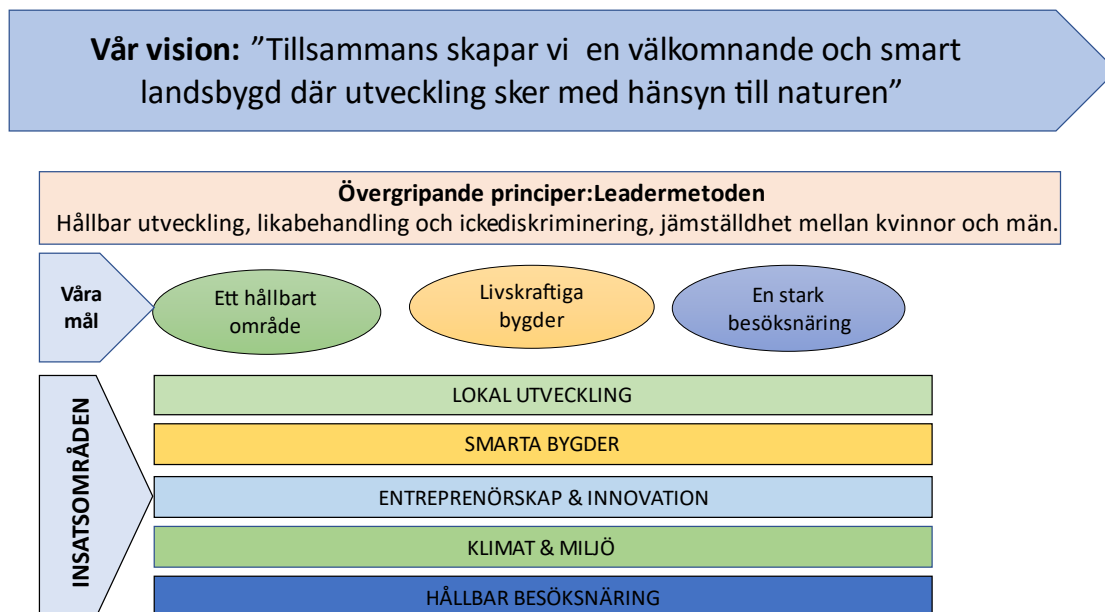 Vår vision: ”Tillsammans skapar vi  en välkomnande och smart
landsbygd där utveckling sker med hänsyn till naturen”
Övergripande principer:Leadermetoden
Hållbar utveckling, likabehandling och ickediskriminering, jämställdhet mellan kvinnor och män.
Våra
mål
Ett hållbart
område
Livskraftiga
bygder
En stark
besöksnäring
INSATSOMRÅDEN
LOKAL UTVECKLING
SMARTA BYGDER
ENTREPRENÖRSKAP & INNOVATION
KLIMAT & MILJÖ
HÅLLBAR BESÖKSNÄRING